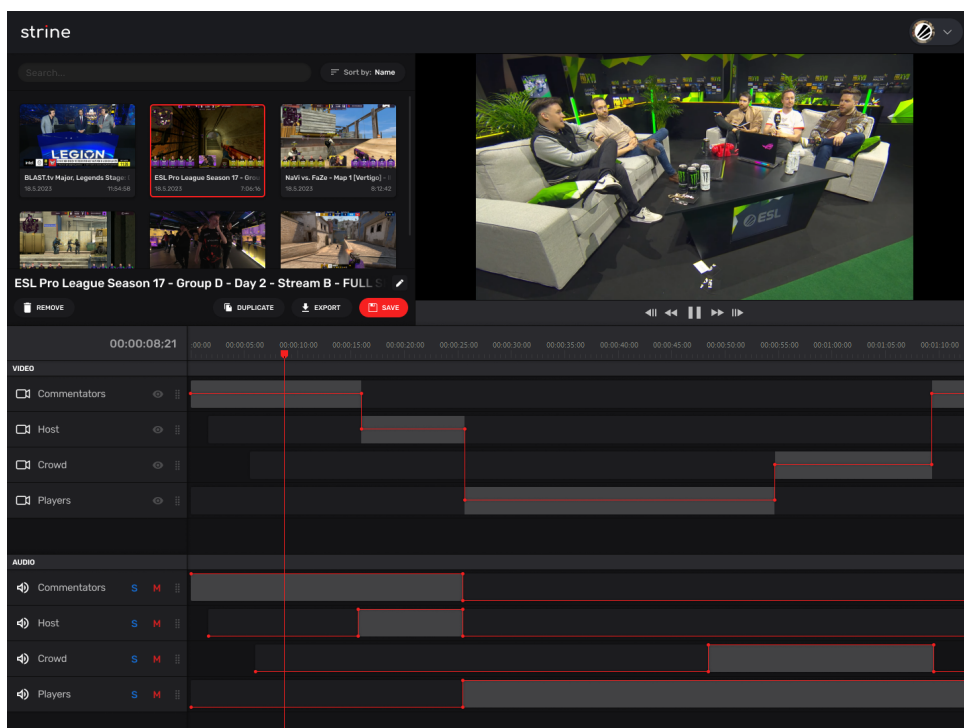 strine
Search...
Sort by: Name
LEGION
BLAST.tv Major, Legends Stage
18.5.2023 11:54:58
ESL Pro League Season 17 - Grou
18.5.2023 7:06:16
NaVi vs. FaZe - Map 1 [Vertigo] -
18.5.2023 8:12:42
ESL
ESL Pro League Season 17 - Group D - Day 2 - Stream B - FULL S
REMOVE
DUPLICATE
EXPORT
SAVE
00:00:08;21
:00:00 00:00:05:00 00:00:10:00 00:00:15:00 00:00:20:00 00:00:25:00 00:00:30:00 00:00:35:00 00:00:40:00 00:00:45:00 00:00:50:00 00:00:55:00 00:01:00:00 00:01:05:00 00:01:10:00
VIDEO
Commentators
Host
Crowd
Players
AUDIO
Commentators S M
Host S M
Crowd S M
Players S M